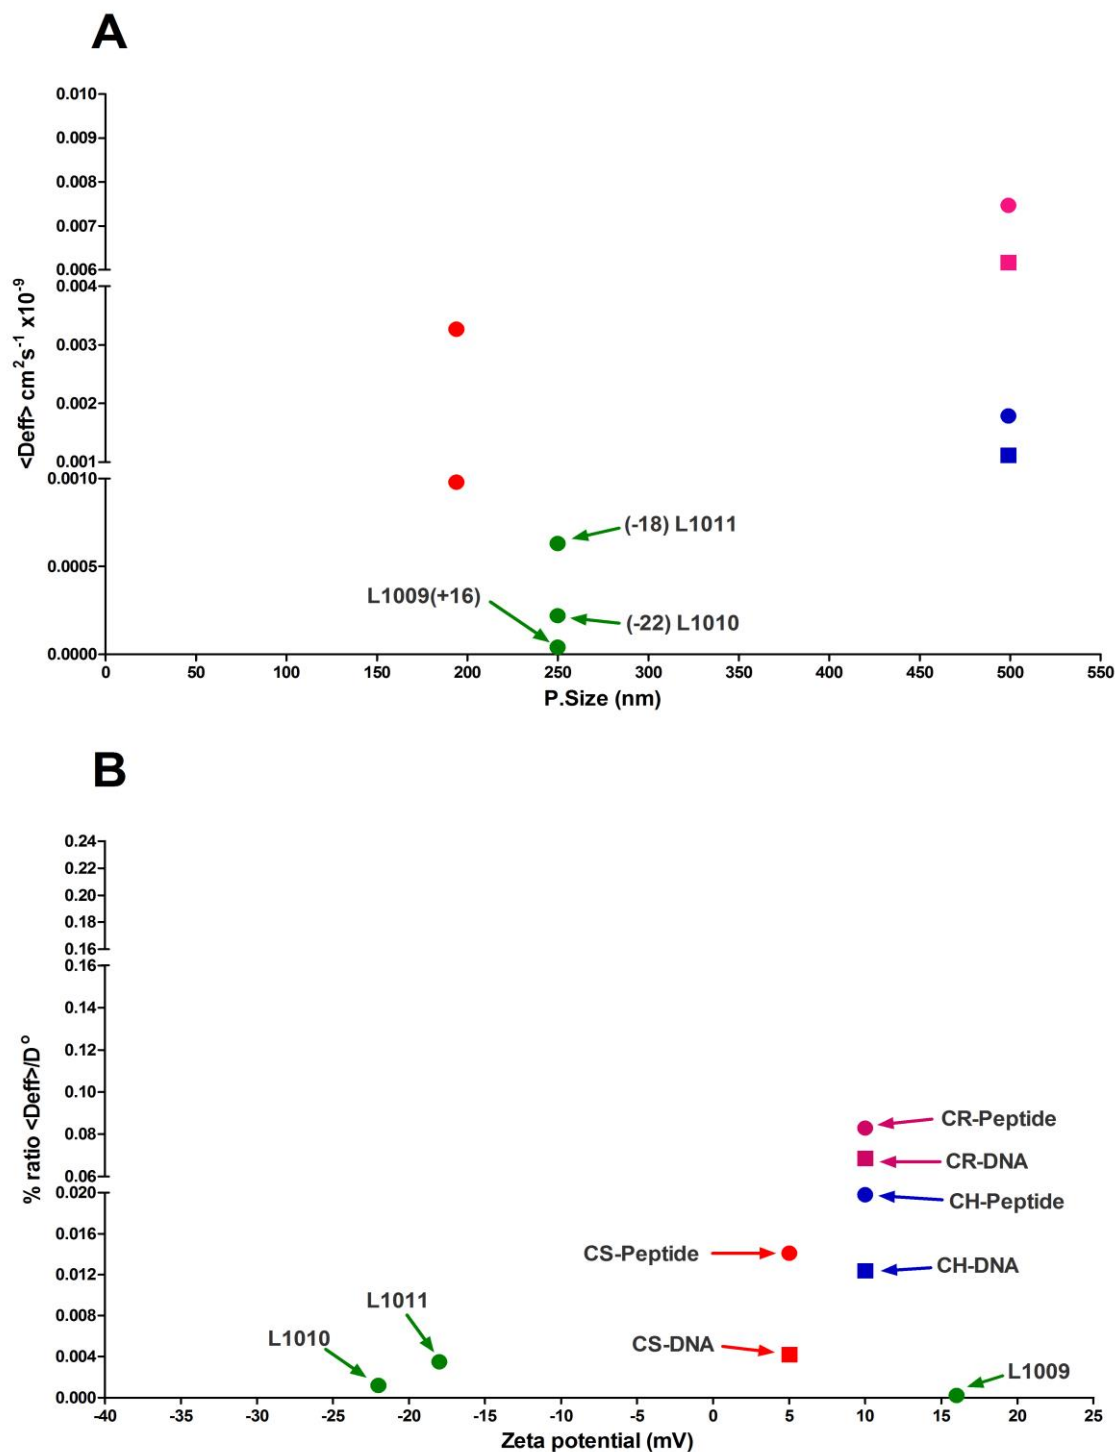 A
0.010
0.009
0.008
0.007
0.006
0.004
0.003
0.002
0.001
0.0010
0.0005
0.0000
<Deff> cm²s⁻¹ x10⁻⁹
(-18) L1011
L1009(+16)
(-22) L1010
0 50 100 150 200 250 300 350 400 450 500 550
P.Size (nm)
B
0.24
0.22
0.20
0.18
0.16
0.16
0.14
0.12
0.10
0.08
0.06
0.020
0.016
0.012
0.008
0.004
0.000
% ratio <Deff>/D°
CR-Peptide
CR-DNA
CH-Peptide
CS-Peptide
CH-DNA
L1011
L1010
CS-DNA
L1009
-40 -35 -30 -25 -20 -15 -10 -5 0 5 10 15 20 25
Zeta potential (mV)